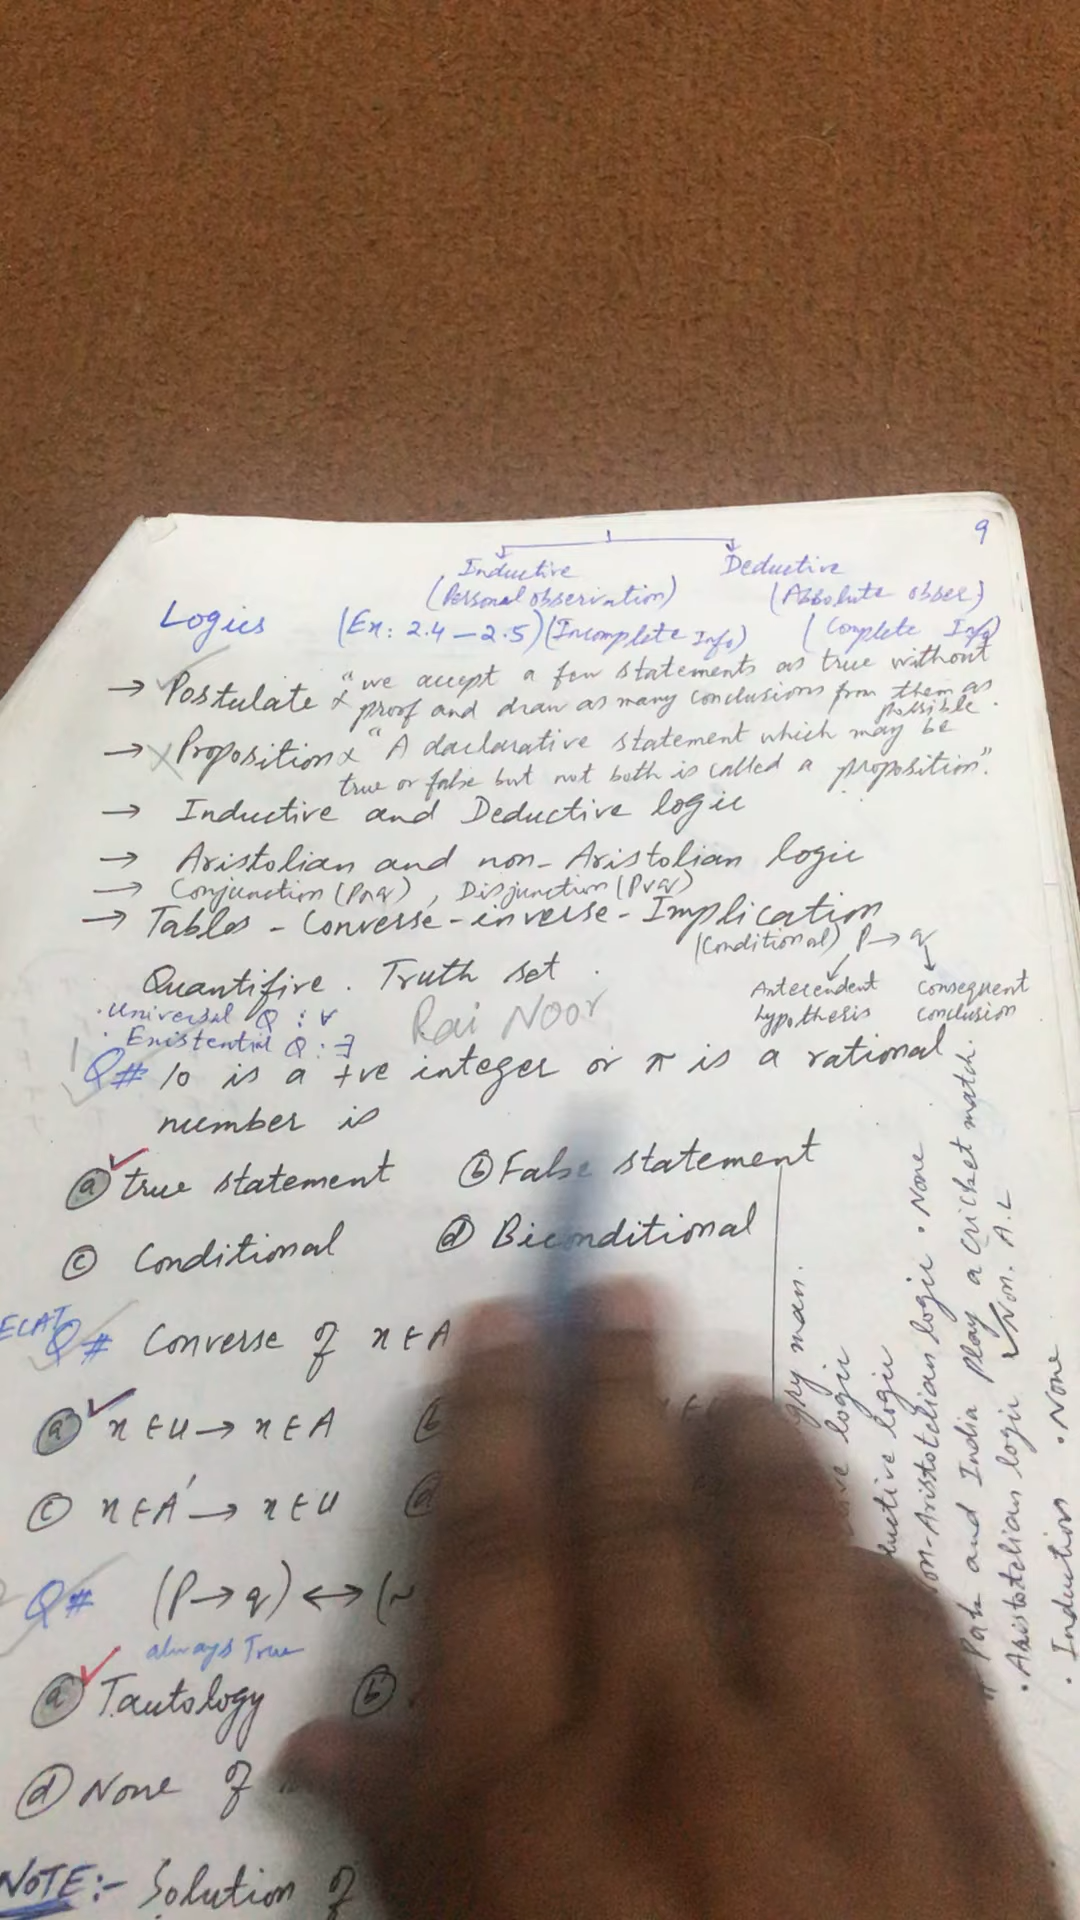 9
Inductive Deductive
(Personal observation) (Absolute obser)
Logics (Ex: 2.4 — 2.5) (Incomplete Info) (Complete Info)
→ Postulate "we accept a few statements as true without
proof and draw as many conclusions from them as
possible.
→ Proposition "A daclarative statement which may be
true or false but not both is called a proposition".
→ Inductive and Deductive logic
→ Aristolian and non-Aristolian logic
→ Conjunction (P∧q), Disjunction (P∨q)
→ Tables - Converse - inverse - Implication
(Conditional) P → q
Quantifire. Truth set.
Antecendent Consequent
hypothesis conclusion
· Universal Q : ∀
· Existential Q : ∃
Rai Noor
Q# 10 is a +ve integer or π is a rational
number is
ⓐ true statement ⓑ False statement
ⓒ Conditional ⓓ Biconditional
ECAT
Q# Converse of x∈A
ⓐ x∈U → x∈A ⓑ
ⓒ x∈A' → x∈U ⓓ
Q# (P→q) ↔ (~
always True
ⓐ Tautology ⓑ
ⓓ None of
NOTE:- Solution of
man.
logic
logic
on-Aristotelian logic · None
# Pak and India Play a Cricket match.
· Aristotelian logic ✓ Non. A.L
· Induction · None